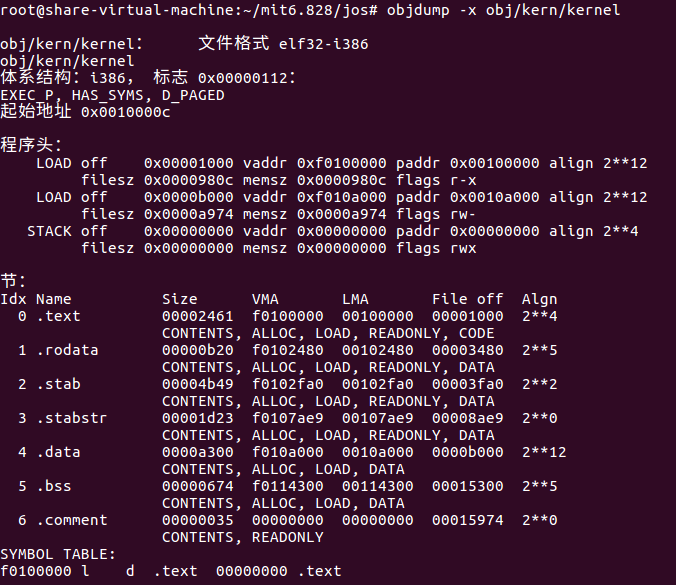 root@share-virtual-machine:~/mit6.828/jos# objdump -x obj/kern/kernel
obj/kern/kernel：     文件格式 elf32-i386
obj/kern/kernel
体系结构：i386， 标志 0x00000112：
EXEC_P, HAS_SYMS, D_PAGED
起始地址 0x0010000c
程序头：
    LOAD off    0x00001000 vaddr 0xf0100000 paddr 0x00100000 align 2**12
         filesz 0x0000980c memsz 0x0000980c flags r-x
    LOAD off    0x0000b000 vaddr 0xf010a000 paddr 0x0010a000 align 2**12
         filesz 0x0000a974 memsz 0x0000a974 flags rw-
   STACK off    0x00000000 vaddr 0x00000000 paddr 0x00000000 align 2**4
         filesz 0x00000000 memsz 0x00000000 flags rwx
节：
Idx Name          Size      VMA       LMA       File off  Algn
  0 .text         00002461  f0100000  00100000  00001000  2**4
                  CONTENTS, ALLOC, LOAD, READONLY, CODE
  1 .rodata       00000b20  f0102480  00102480  00003480  2**5
                  CONTENTS, ALLOC, LOAD, READONLY, DATA
  2 .stab         00004b49  f0102fa0  00102fa0  00003fa0  2**2
                  CONTENTS, ALLOC, LOAD, READONLY, DATA
  3 .stabstr      00001d23  f0107ae9  00107ae9  00008ae9  2**0
                  CONTENTS, ALLOC, LOAD, READONLY, DATA
  4 .data         0000a300  f010a000  0010a000  0000b000  2**12
                  CONTENTS, ALLOC, LOAD, DATA
  5 .bss          00000674  f0114300  00114300  00015300  2**5
                  CONTENTS, ALLOC, LOAD, DATA
  6 .comment      00000035  00000000  00000000  00015974  2**0
                  CONTENTS, READONLY
SYMBOL TABLE:
f0100000 l    d  .text  00000000 .text